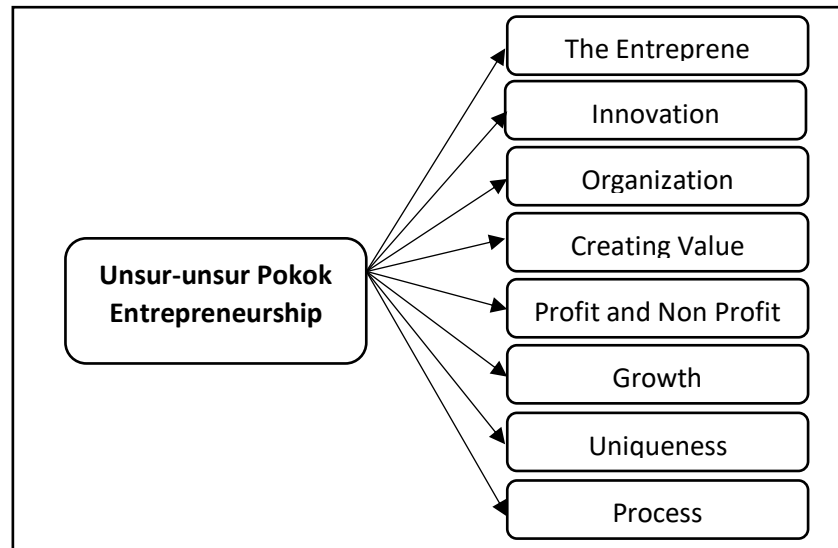 The Entreprene
Innovation
Organization
Creating Value
Unsur-unsur Pokok
Entrepreneurship
Profit and Non Profit
Growth
Uniqueness
Process